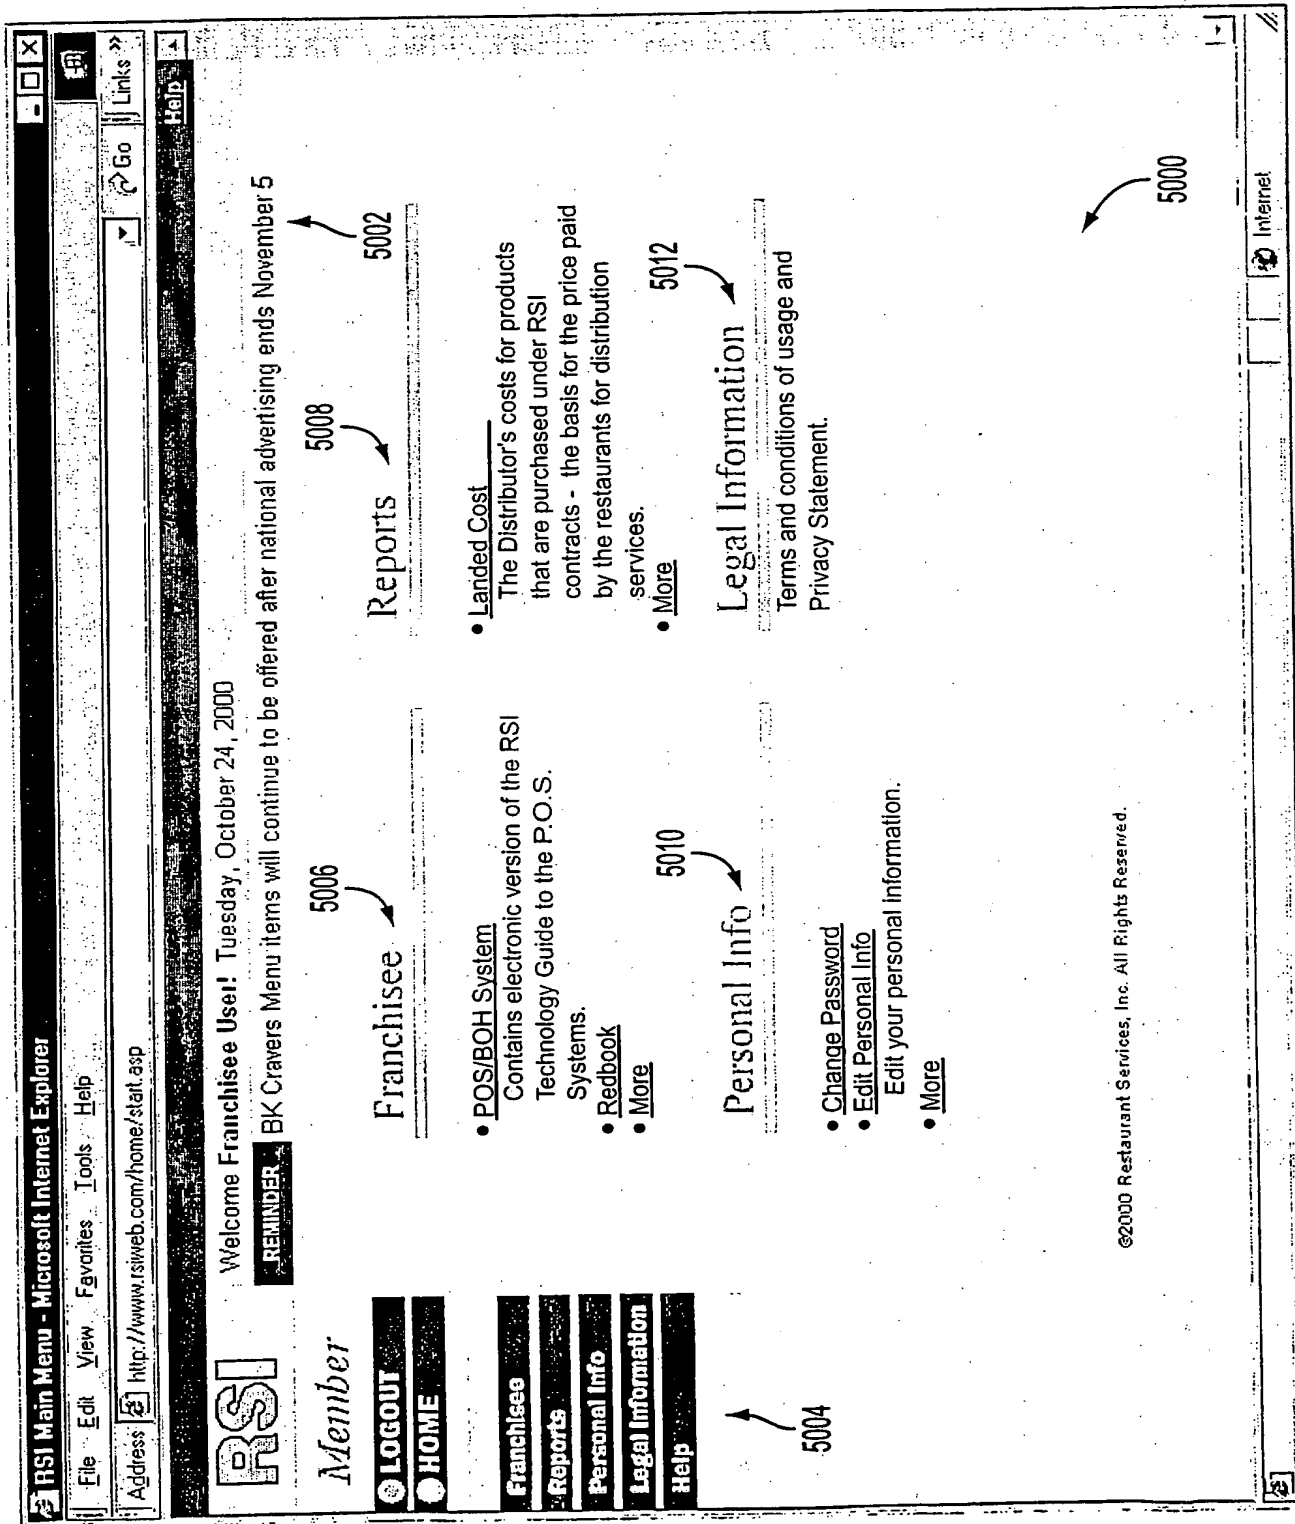 RSI Main Menu - Microsoft Internet Explorer
File Edit View Favorites Tools Help
Address http://www.rsiweb.com/home/start.asp Go Links »
Help
RSI
Welcome Franchisee User! Tuesday, October 24, 2000
REMINDER BK Cravers Menu items will continue to be offered after national advertising ends November 5
5002
Member
LOGOUT
HOME
Franchisee
Reports
Personal Info
Legal Information
Help
5004
5006
Franchisee
• POS/BOH System
Contains electronic version of the RSI
Technology Guide to the P.O.S.
Systems.
• Redbook
• More
5008
Reports
• Landed Cost
The Distributor's costs for products
that are purchased under RSI
contracts - the basis for the price paid
by the restaurants for distribution
services.
• More
5010
Personal Info
• Change Password
• Edit Personal Info
Edit your personal information.
• More
5012
Legal Information
Terms and conditions of usage and
Privacy Statement.
5000
©2000 Restaurant Services, Inc. All Rights Reserved.
Internet